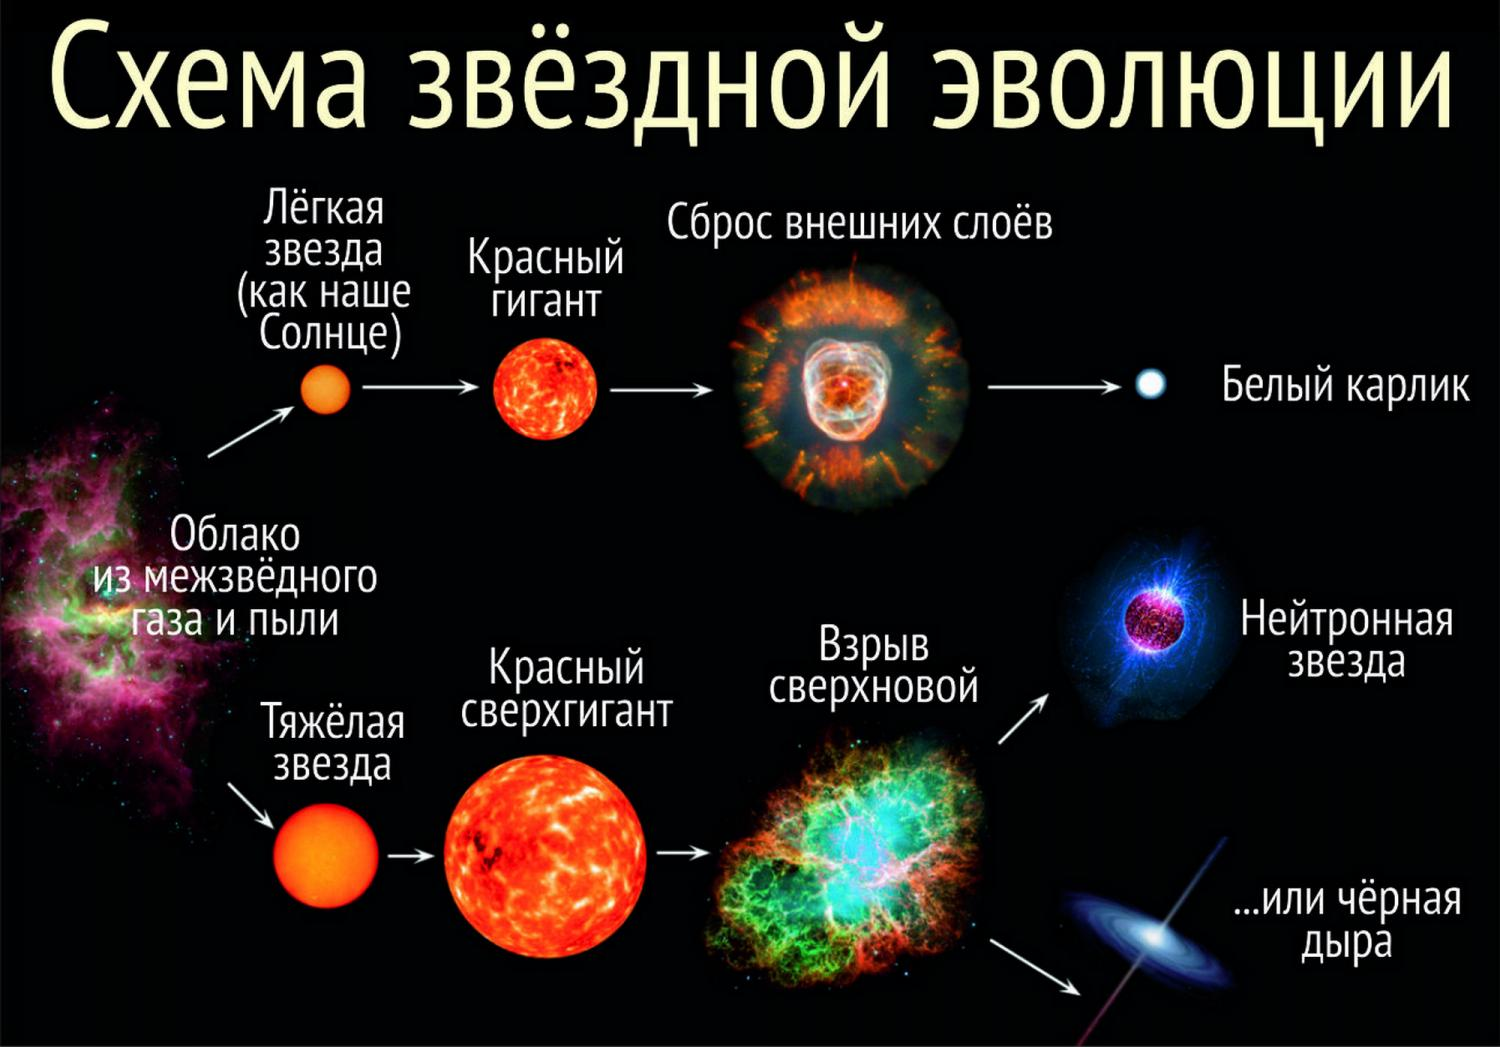 Схема звёздной эволюции
Лёгкая
звезда
(как наше
Солнце)
Красный
гигант
Сброс внешних слоёв
Белый карлик
Облако
из межзвёдного
газа и пыли
Тяжёлая
звезда
Красный
сверхгигант
Взрыв
сверхновой
Нейтронная
звезда
...или чёрная
дыра